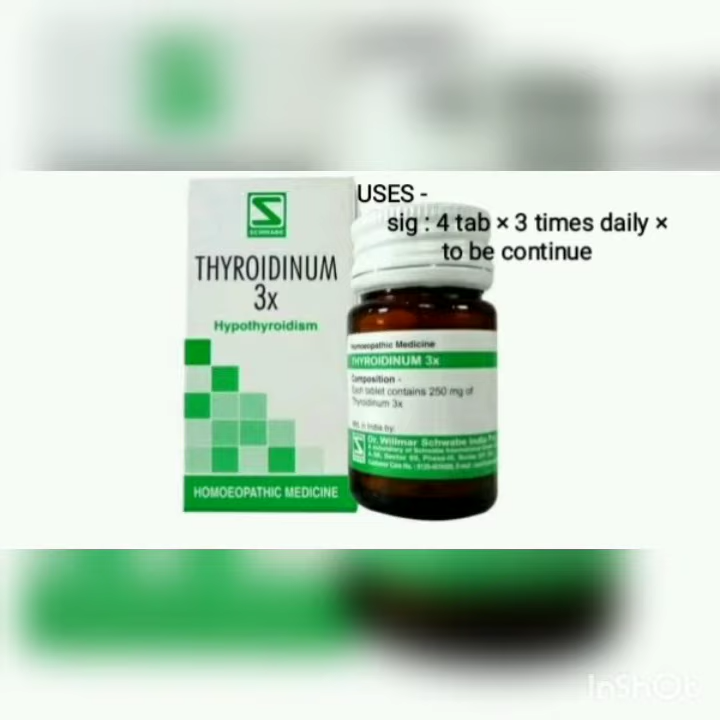 USES -
sig : 4 tab × 3 times daily ×
to be continue
SCHWABE
THYROIDINUM
3x
Hypothyroidism
HOMOEOPATHIC MEDICINE
Homoeopathic Medicine
THYROIDINUM 3x
Composition -
Each tablet contains 250 mg of
Thyroidinum 3x
Dr. Willmar Schwabe India
InShOt